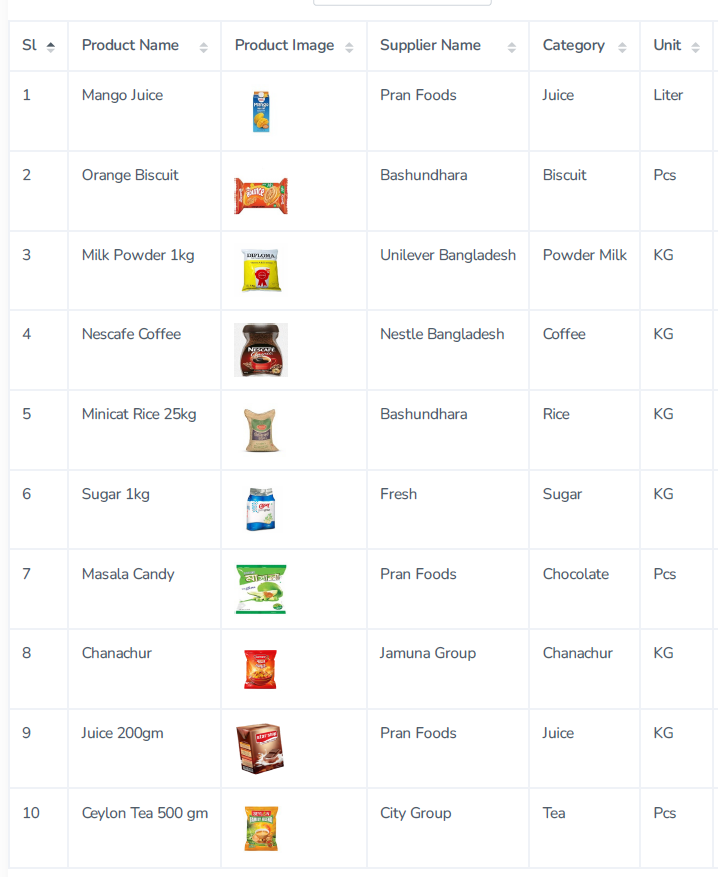 Sl Product Name Product Image Supplier Name Category Unit
1 Mango Juice Pran Foods Juice Liter
2 Orange Biscuit Bashundhara Biscuit Pcs
3 Milk Powder 1kg DIPLOMA Unilever Bangladesh Powder Milk KG
4 Nescafe Coffee NESCAFE Classic Nestle Bangladesh Coffee KG
5 Minicat Rice 25kg Bashundhara Rice KG
6 Sugar 1kg Fresh Sugar KG
7 Masala Candy Pran Foods Chocolate Pcs
8 Chanachur Jamuna Group Chanachur KG
9 Juice 200gm Pran Foods Juice KG
10 Ceylon Tea 500 gm City Group Tea Pcs